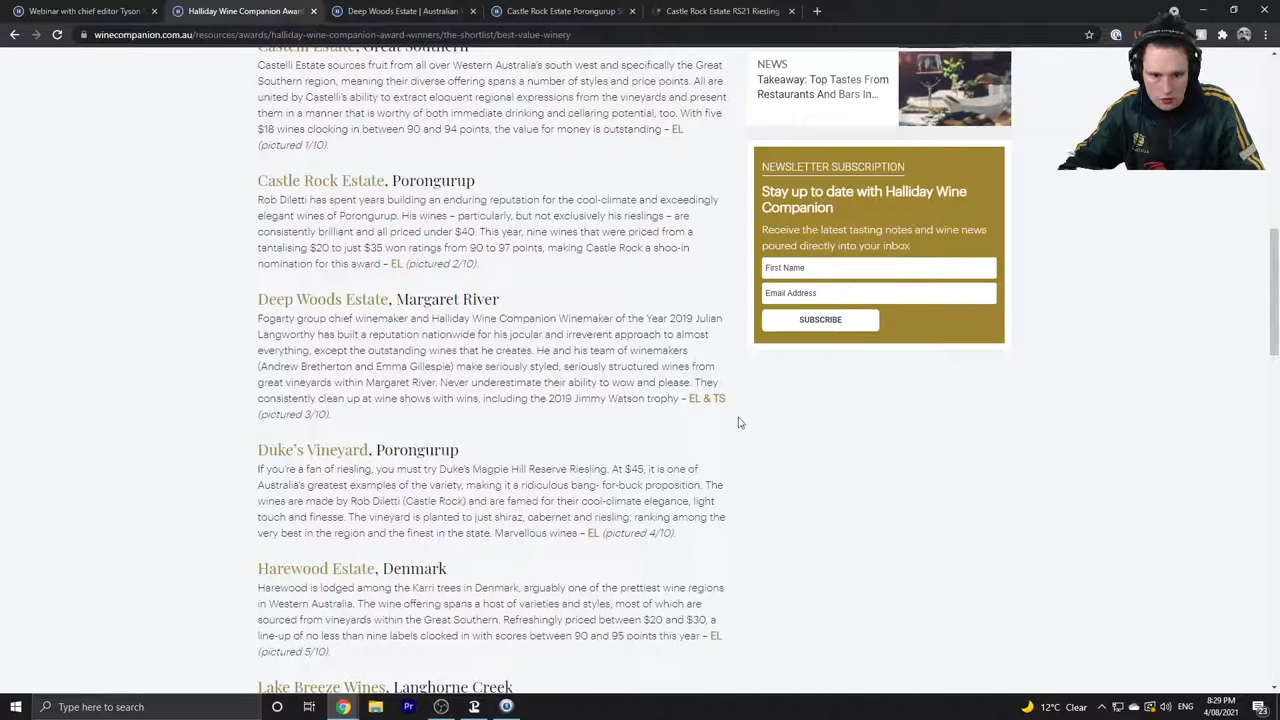 Webinar with chief editor Tyson
Halliday Wine Companion Award
Deep Woods Estate | Australian
Castle Rock Estate Porongurup S
Castle Rock Estate RS21 Riesling
winecompanion.com.au/resources/awards/halliday-wine-companion-award-winners/the-shortlist/best-value-winery
Castelli Estate, Great Southern
Castelli Estate sources fruit from all over Western Australia's south west and specifically the Great
Southern region, meaning their diverse offering spans a number of styles and price points. All are
united by Castelli's ability to extract eloquent regional expressions from the vineyards and present
them in a manner that is worthy of both immediate drinking and cellaring potential, too. With five
$18 wines clocking in between 90 and 94 points, the value for money is outstanding – EL
(pictured 1/10).
Castle Rock Estate, Porongurup
Rob Diletti has spent years building an enduring reputation for the cool-climate and exceedingly
elegant wines of Porongurup. His wines – particularly, but not exclusively his rieslings – are
consistently brilliant and all priced under $40. This year, nine wines that were priced from a
tantalising $20 to just $35 won ratings from 90 to 97 points, making Castle Rock a shoo-in
nomination for this award – EL (pictured 2/10).
Deep Woods Estate, Margaret River
Fogarty group chief winemaker and Halliday Wine Companion Winemaker of the Year 2019 Julian
Langworthy has built a reputation nationwide for his jocular and irreverent approach to almost
everything, except the outstanding wines that he creates. He and his team of winemakers
(Andrew Bretherton and Emma Gillespie) make seriously styled, seriously structured wines from
great vineyards within Margaret River. Never underestimate their ability to wow and please. They
consistently clean up at wine shows with wins, including the 2019 Jimmy Watson trophy – EL & TS
(pictured 3/10).
Duke's Vineyard, Porongurup
If you're a fan of riesling, you must try Duke's Magpie Hill Reserve Riesling. At $45, it is one of
Australia's greatest examples of the variety, making it a ridiculous bang- for-buck proposition. The
wines are made by Rob Diletti (Castle Rock) and are famed for their cool-climate elegance, light
touch and finesse. The vineyard is planted to just shiraz, cabernet and riesling, ranking among the
very best in the region and the finest in the state. Marvellous wines – EL (pictured 4/10).
Harewood Estate, Denmark
Harewood is lodged among the Karri trees in Denmark, arguably one of the prettiest wine regions
in Western Australia. The wine offering spans a host of varieties and styles, most of which are
sourced from vineyards within the Great Southern. Refreshingly priced between $20 and $30, a
line-up of no less than nine labels clocked in with scores between 90 and 95 points this year – EL
(pictured 5/10).
Lake Breeze Wines, Langhorne Creek
NEWS
Takeaway: Top Tastes From
Restaurants And Bars In...
NEWSLETTER SUBSCRIPTION
Stay up to date with Halliday Wine
Companion
Receive the latest tasting notes and wine news
poured directly into your inbox
First Name
Email Address
SUBSCRIBE
Type here to search
Pr
12°C Clear
ENG
8:29 PM
4/08/2021
23